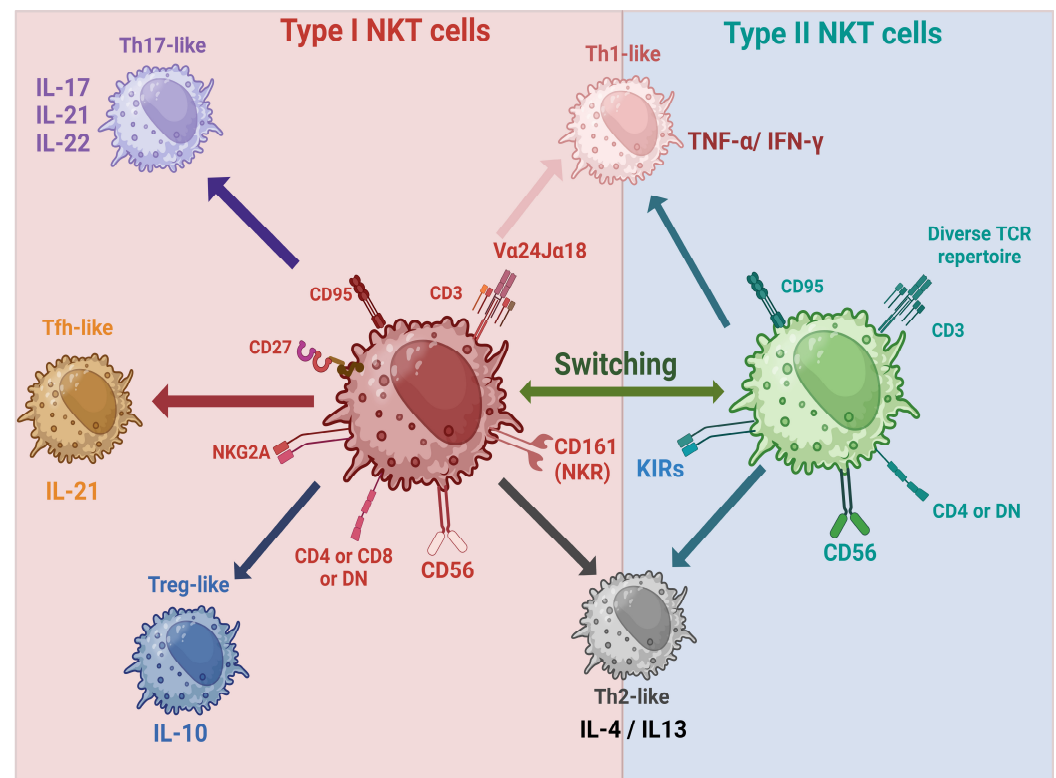 Type I NKT cells
Type II NKT cells
Th17-like
IL-17
IL-21
IL-22
Th1-like
TNF-α/ IFN-γ
Vα24Jα18
CD95
CD3
CD27
Diverse TCR
repertoire
CD95
CD3
Tfh-like
IL-21
Switching
NKG2A
CD161
(NKR)
KIRs
CD4 or CD8
or DN
CD56
CD4 or DN
CD56
Treg-like
IL-10
Th2-like
IL-4 / IL13